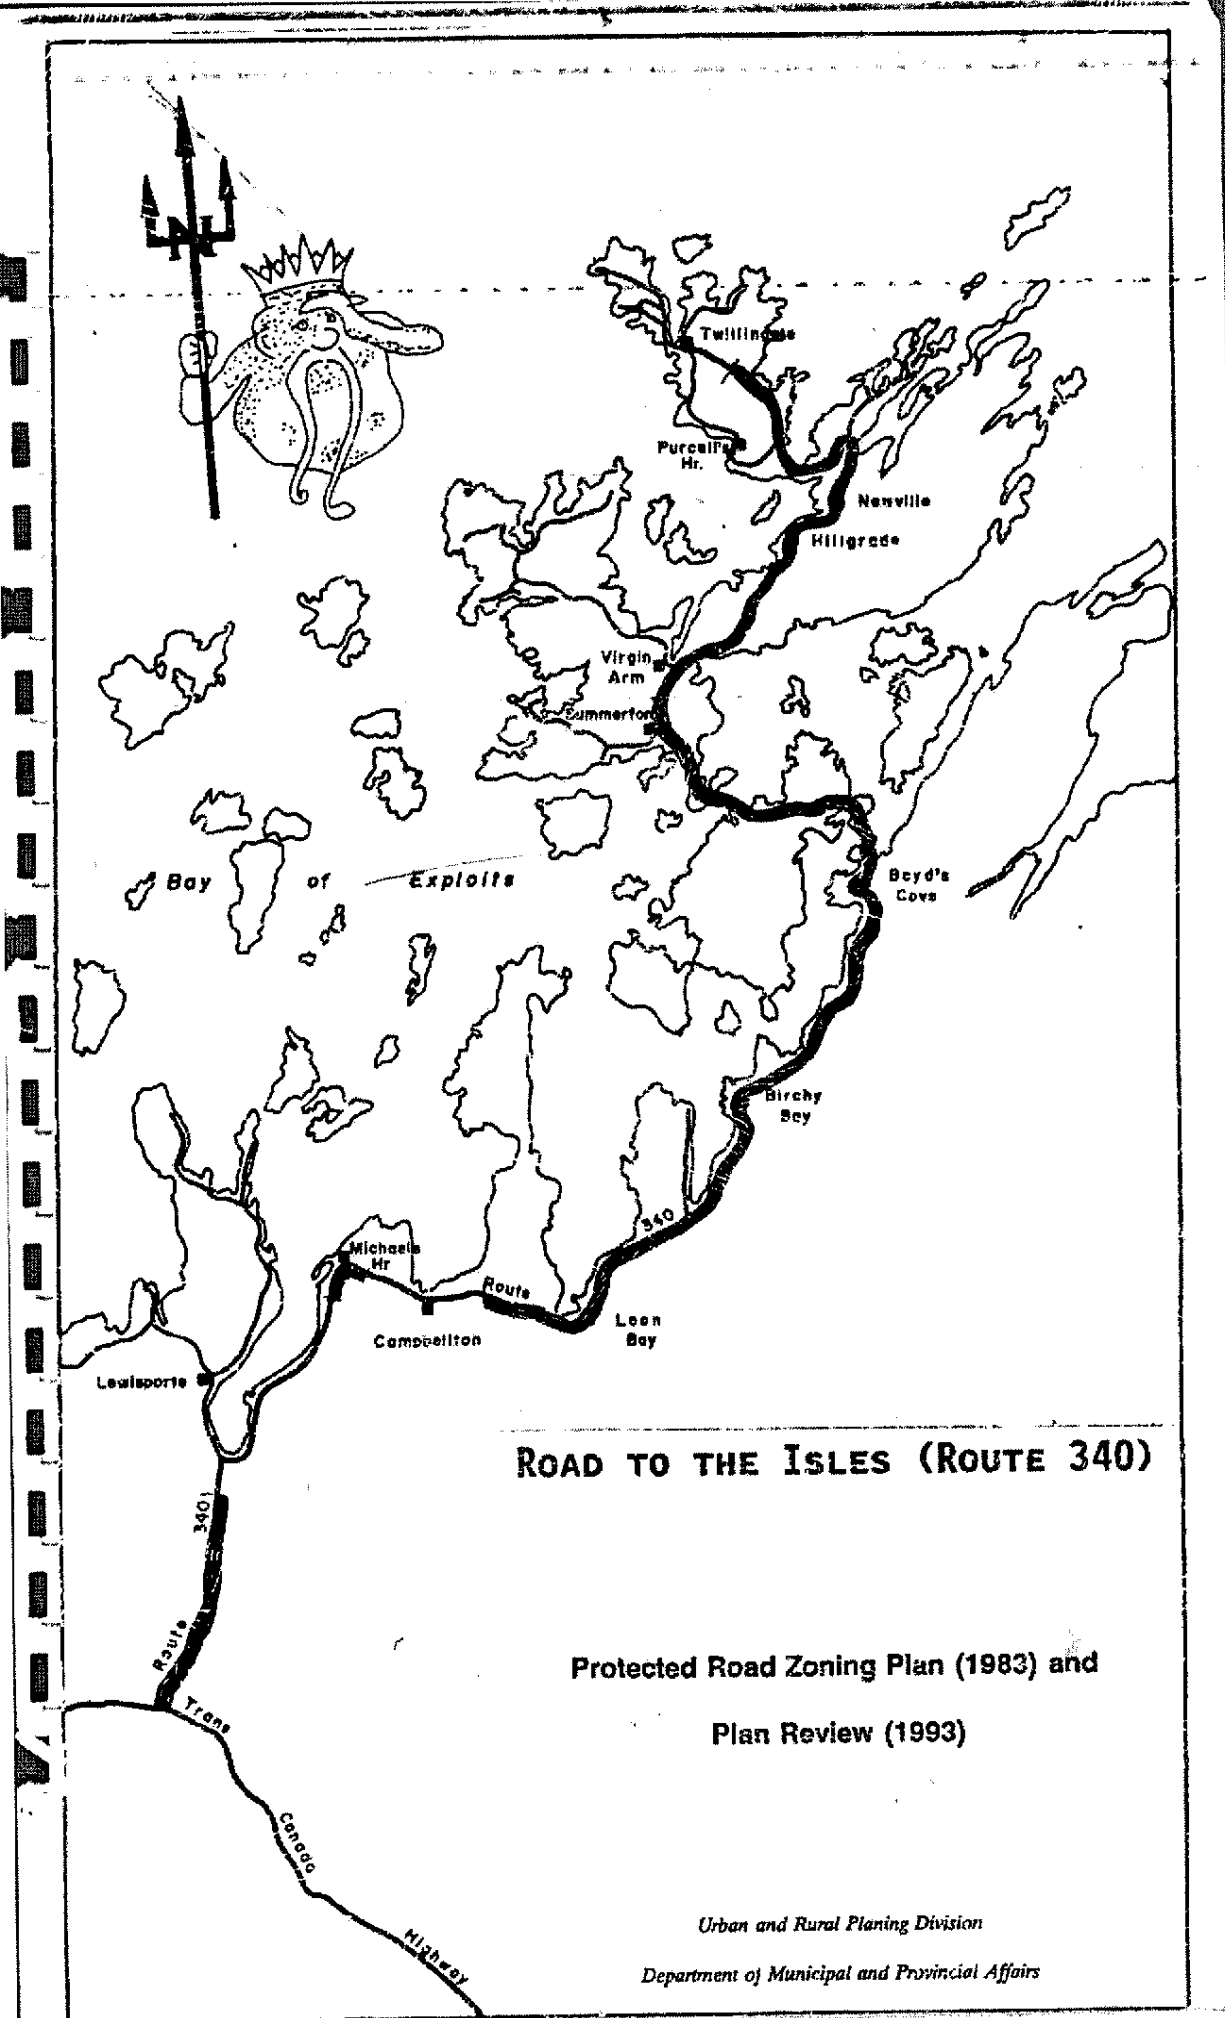 N
Twillingate
Purcell's
Hr.
Newville
Hillgrade
Virgin
Arm
Summerford
Boyd's
Cove
Bay of Exploits
Birchy
Bay
340
Michaels
Hr
Route
Loon
Bay
Campbellton
Lewisporte
ROAD TO THE ISLES (ROUTE 340)
340
Route
Protected Road Zoning Plan (1983) and
Plan Review (1993)
Trans
Canada
Highway
Urban and Rural Planing Division
Department of Municipal and Provincial Affairs